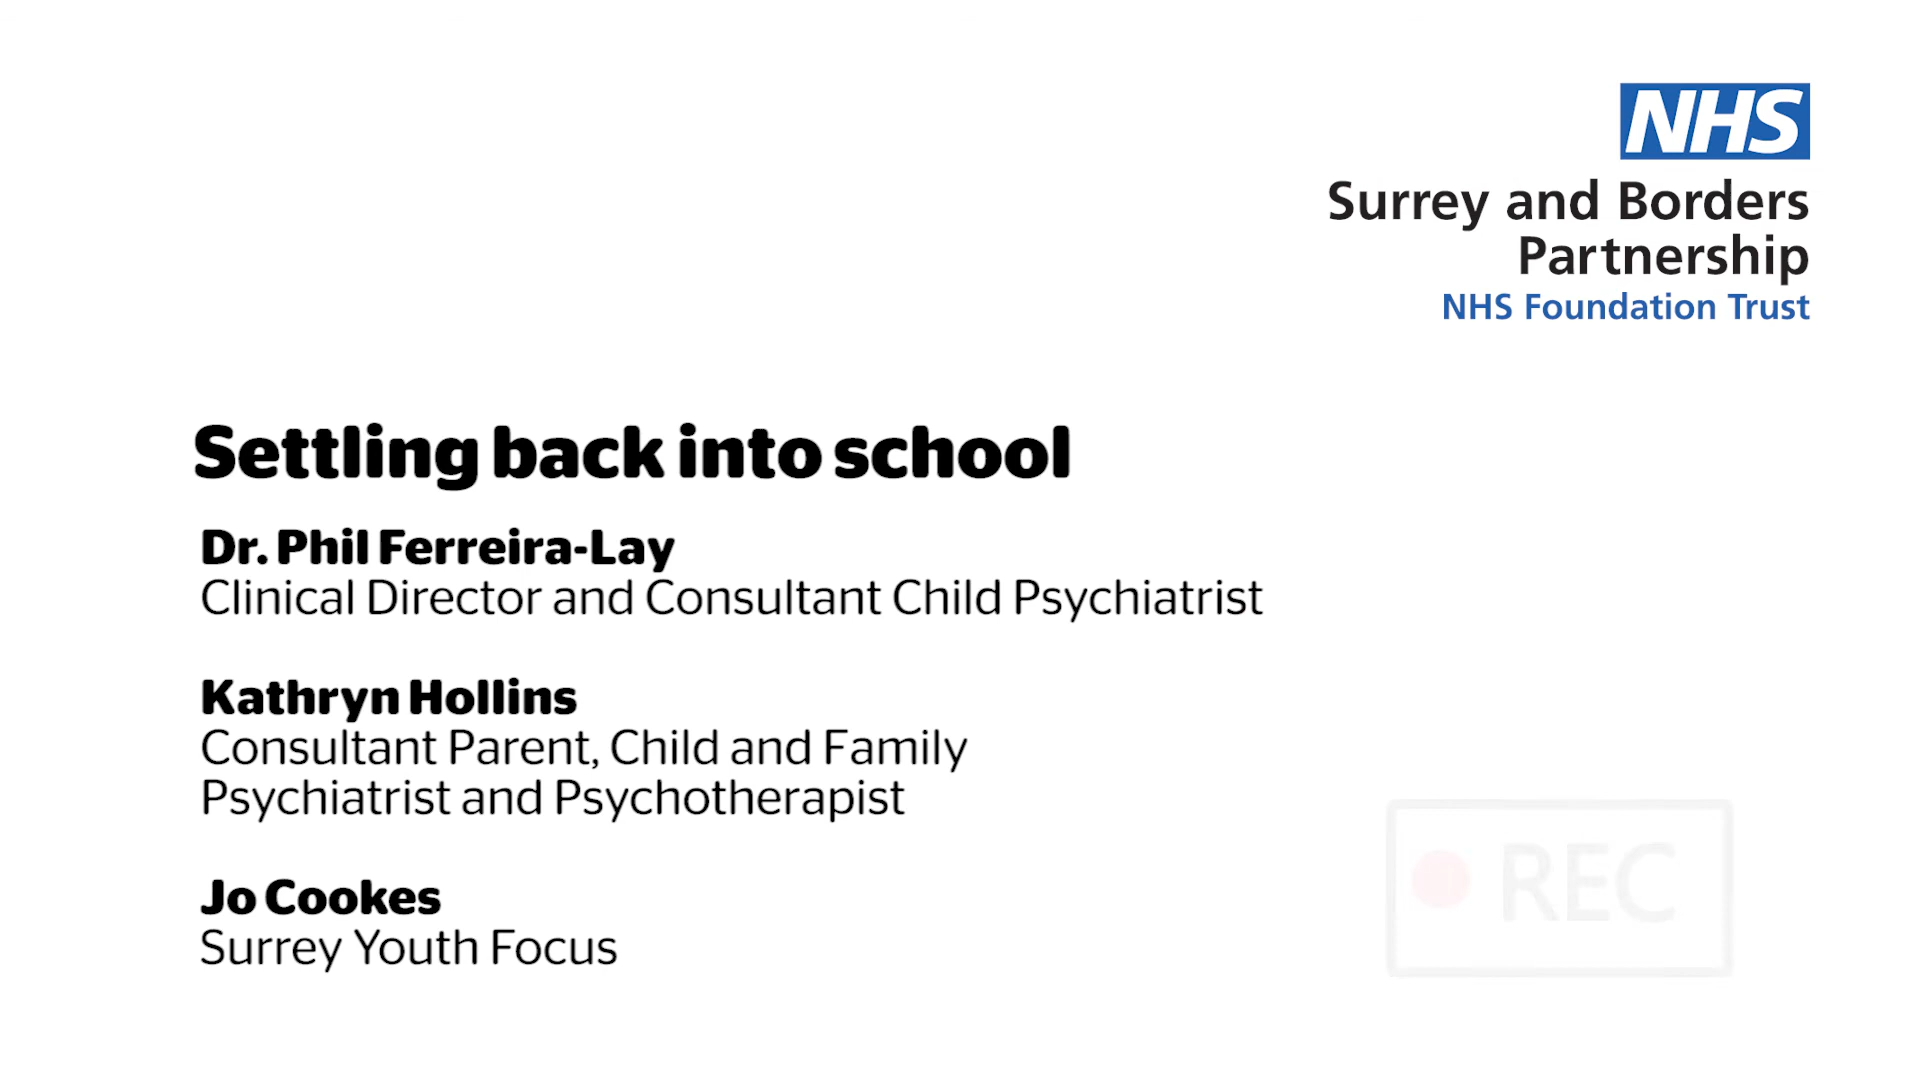 NHS
Surrey and Borders
Partnership
NHS Foundation Trust
Settling back into school
Dr. Phil Ferreira-Lay
Clinical Director and Consultant Child Psychiatrist
Kathryn Hollins
Consultant Parent, Child and Family
Psychiatrist and Psychotherapist
Jo Cookes
Surrey Youth Focus
REC